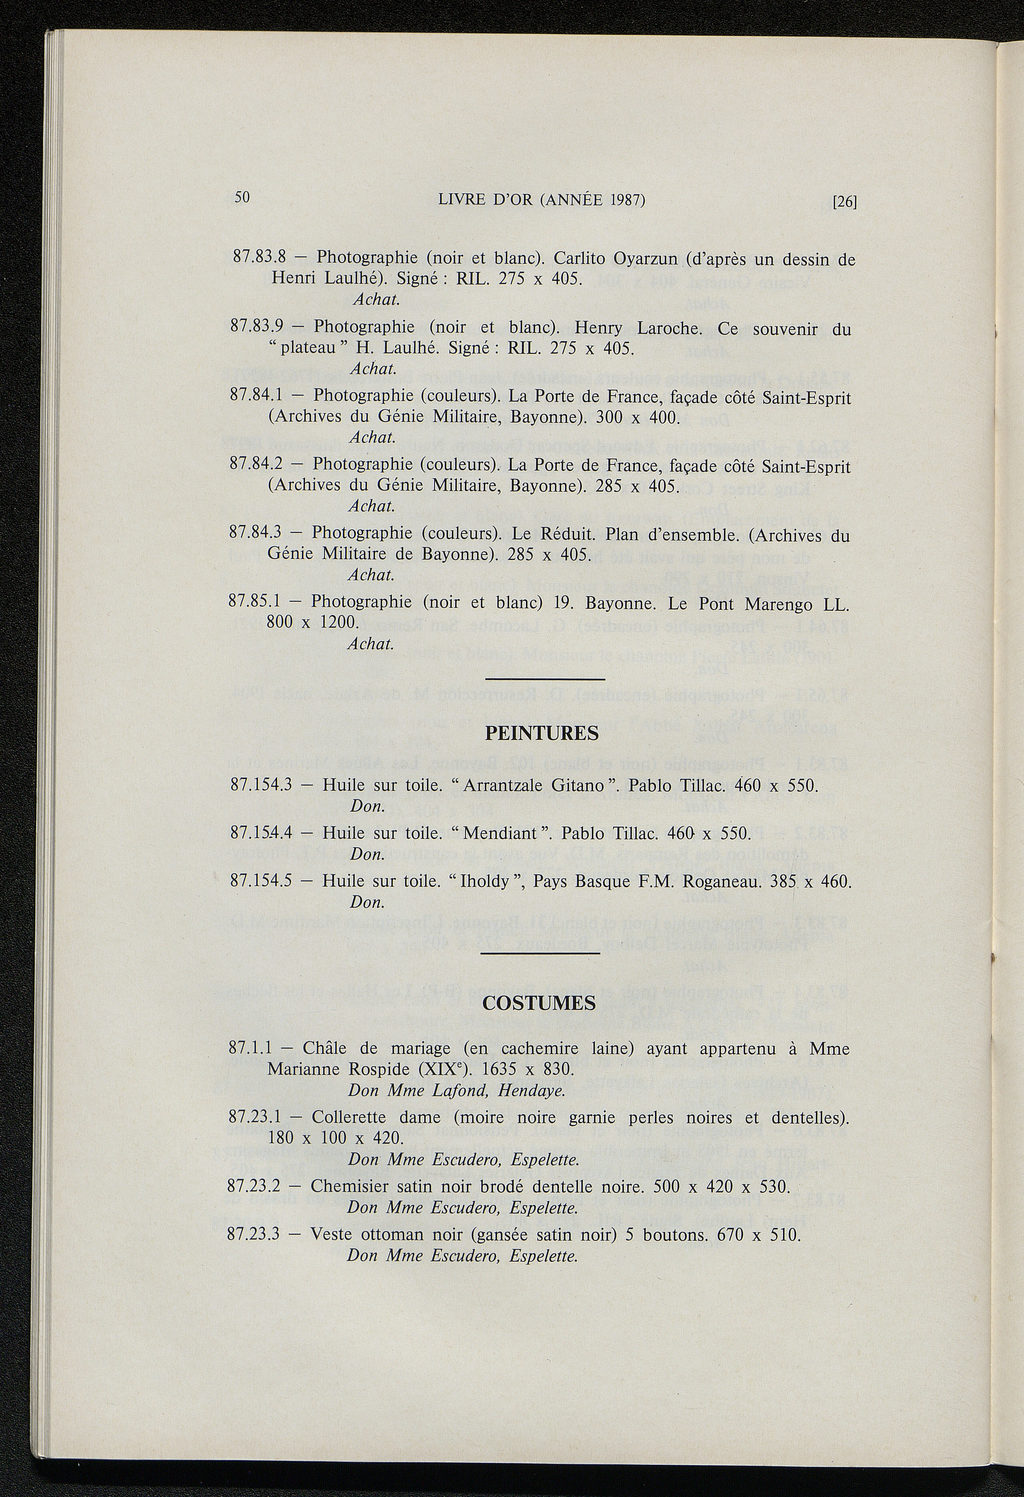 50 LIVRE D'OR (ANNÉE 1987) [26]
87.83.8 — Photographie (noir et blanc). Carlito Oyarzun (d'après un dessin de
Henri Laulhé). Signé : RIL. 275 x 405.
Achat.
87.83.9 — Photographie (noir et blanc). Henry Laroche. Ce souvenir du
“ plateau ” H. Laulhé. Signé : RIL. 275 x 405.
Achat.
87.84.1 — Photographie (couleurs). La Porte de France, façade côté Saint-Esprit
(Archives du Génie Militaire, Bayonne). 300 x 400.
Achat.
87.84.2 — Photographie (couleurs). La Porte de France, façade côté Saint-Esprit
(Archives du Génie Militaire, Bayonne). 285 x 405.
Achat.
87.84.3 — Photographie (couleurs). Le Réduit. Plan d'ensemble. (Archives du
Génie Militaire de Bayonne). 285 x 405.
Achat.
87.85.1 — Photographie (noir et blanc) 19. Bayonne. Le Pont Marengo LL.
800 x 1200.
Achat.
PEINTURES
87.154.3 — Huile sur toile. “ Arrantzale Gitano ”. Pablo Tillac. 460 x 550.
Don.
87.154.4 — Huile sur toile. “ Mendiant ”. Pablo Tillac. 460 x 550.
Don.
87.154.5 — Huile sur toile. “ Iholdy ”, Pays Basque F.M. Roganeau. 385 x 460.
Don.
COSTUMES
87.1.1 — Châle de mariage (en cachemire laine) ayant appartenu à Mme
Marianne Rospide (XIXe). 1635 x 830.
Don Mme Lafond, Hendaye.
87.23.1 — Collerette dame (moire noire garnie perles noires et dentelles).
180 x 100 x 420.
Don Mme Escudero, Espelette.
87.23.2 — Chemisier satin noir brodé dentelle noire. 500 x 420 x 530.
Don Mme Escudero, Espelette.
87.23.3 — Veste ottoman noir (gansée satin noir) 5 boutons. 670 x 510.
Don Mme Escudero, Espelette.